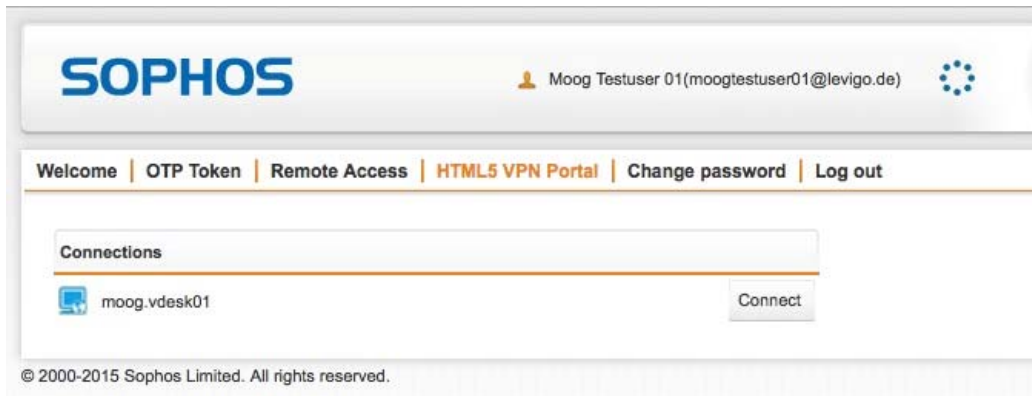 SOPHOS
Moog Testuser 01(moogtestuser01@levigo.de)
Welcome | OTP Token | Remote Access | HTML5 VPN Portal | Change password | Log out
Connections
moog.vdesk01
Connect
© 2000-2015 Sophos Limited. All rights reserved.